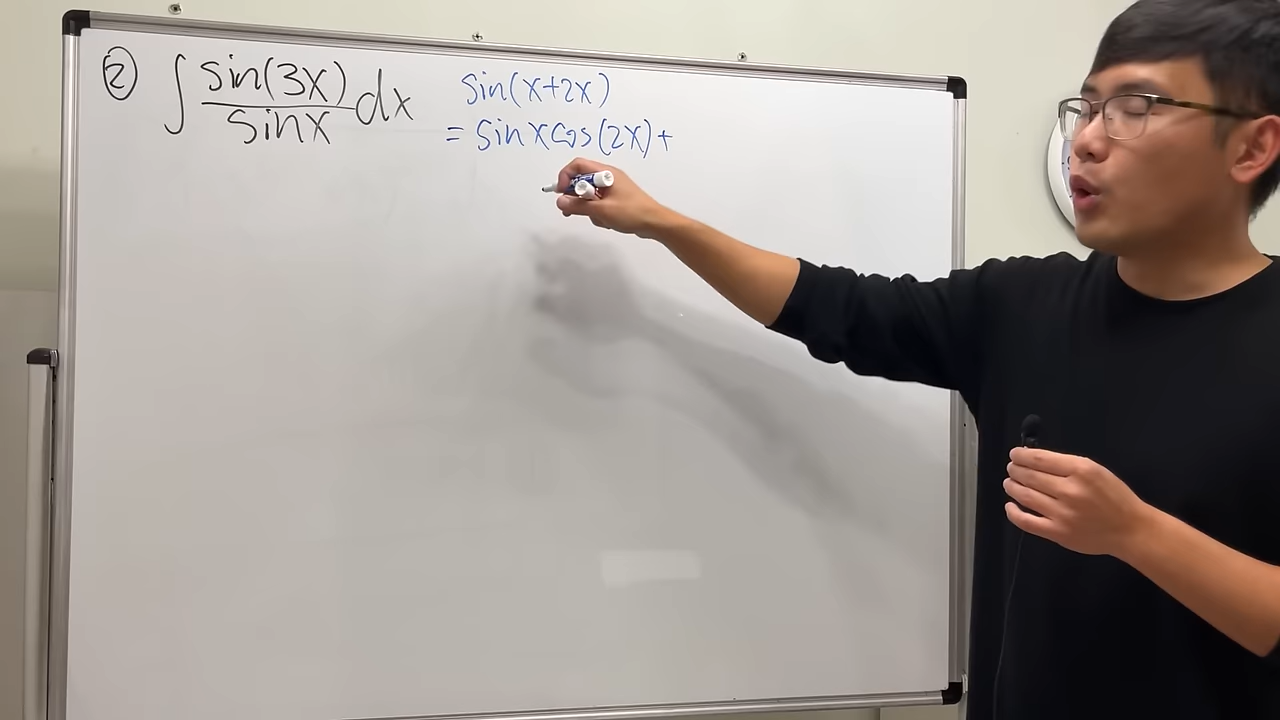 ② ∫ sin(3x)/sinx dx
sin(x+2x)
= sinxcos(2x)+